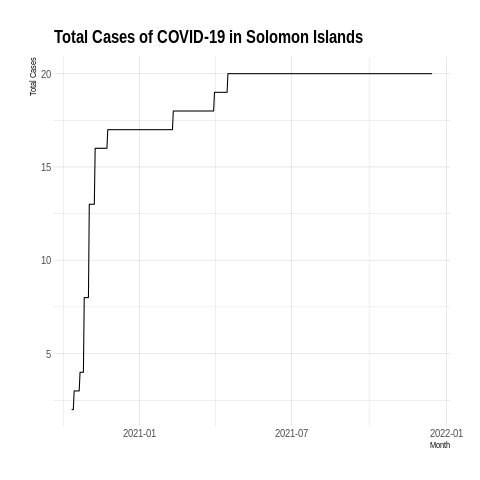 Total Cases of COVID-19 in Solomon Islands
Total Cases
20
15
10
5
2021-01
2021-07
2022-01
Month